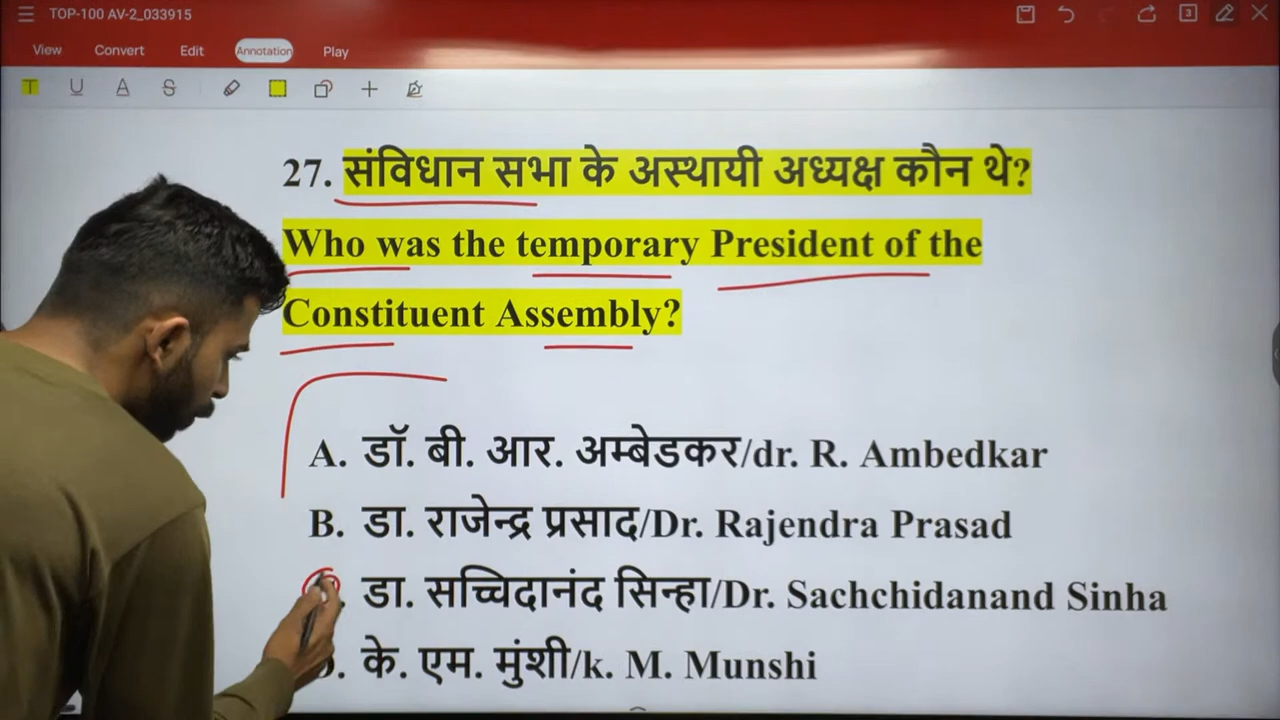 TOP-100 AV-2_033915
3
View Convert Edit Annotation Play
T U A S
27. संविधान सभा के अस्थायी अध्यक्ष कौन थे?
Who was the temporary President of the
Constituent Assembly?
A. डॉ. बी. आर. अम्बेडकर/dr. R. Ambedkar
B. डा. राजेन्द्र प्रसाद/Dr. Rajendra Prasad
डा. सच्चिदानंद सिन्हा/Dr. Sachchidanand Sinha
के. एम. मुंशी/k. M. Munshi